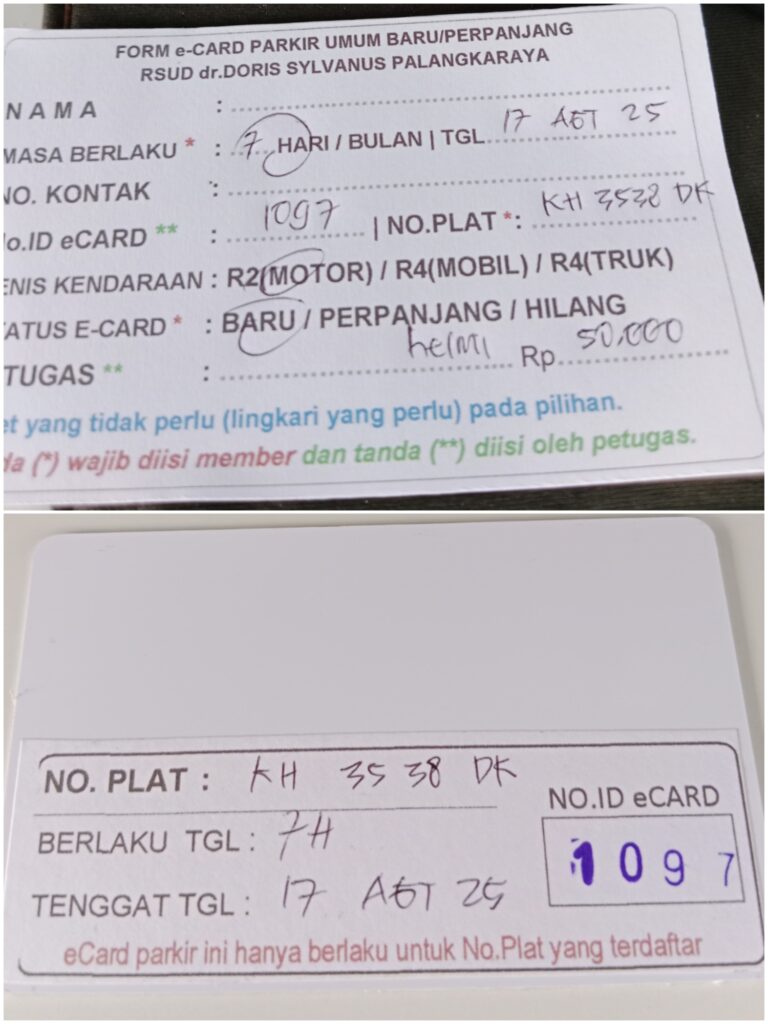 FORM e-CARD PARKIR UMUM BARU/PERPANJANG
RSUD dr.DORIS SYLVANUS PALANGKARAYA
NAMA :
MASA BERLAKU * : 7 HARI / BULAN | TGL. 17 AGT 25
NO. KONTAK :
No.ID eCARD ** : 1097 | NO.PLAT *: KH 3538 DK
ENIS KENDARAAN : R2(MOTOR) / R4(MOBIL) / R4(TRUK)
ATUS E-CARD * : BARU / PERPANJANG / HILANG
TUGAS ** : helmi Rp. 50.000
et yang tidak perlu (lingkari yang perlu) pada pilihan.
da (*) wajib diisi member dan tanda (**) diisi oleh petugas.
NO. PLAT : KH 3538 DK
NO.ID eCARD
BERLAKU TGL : 7H
1097
TENGGAT TGL : 17 AGT 25
eCard parkir ini hanya berlaku untuk No.Plat yang terdaftar